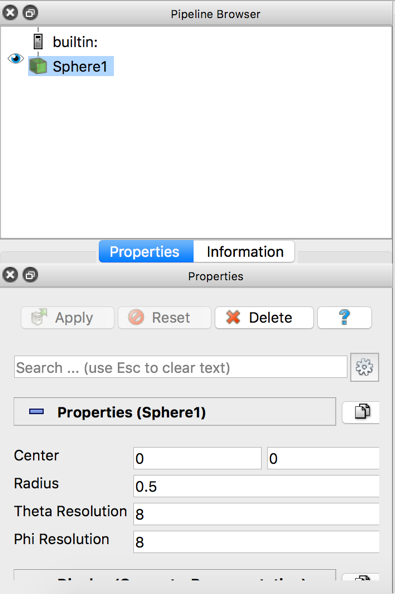 Pipeline Browser
builtin:
Sphere1
Properties Information
Properties
Apply Reset Delete ?
Search ... (use Esc to clear text)
Properties (Sphere1)
Center 0 0
Radius 0.5
Theta Resolution 8
Phi Resolution 8